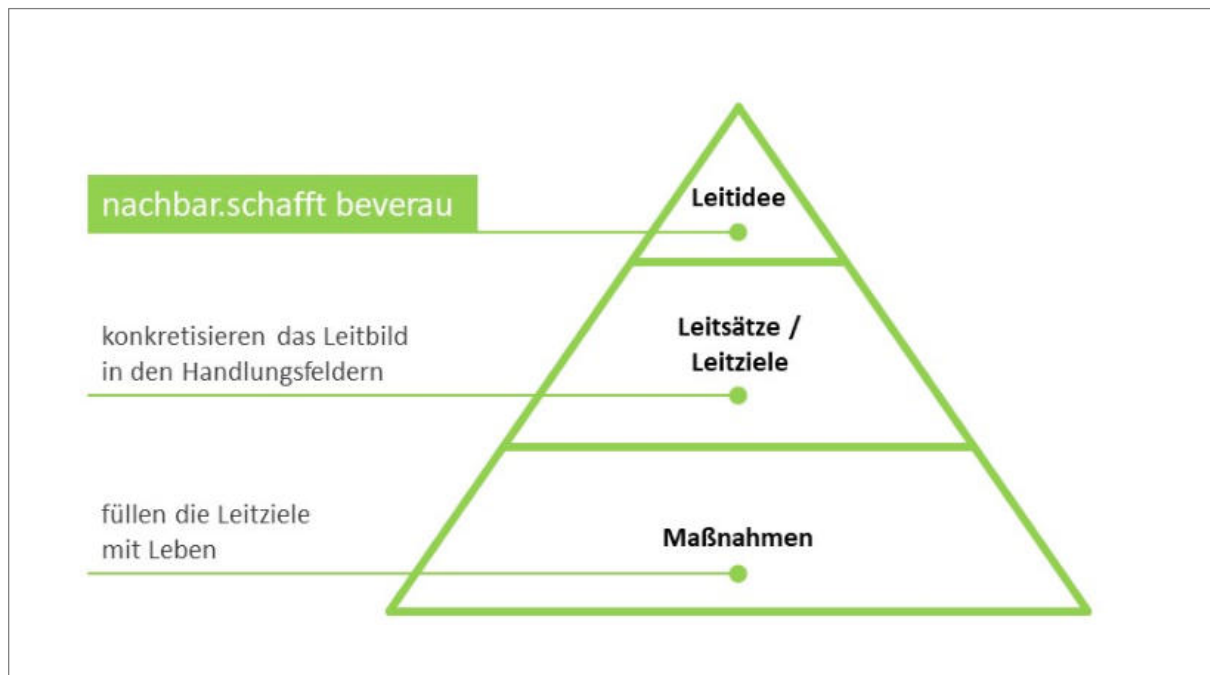 nachbar.schafft beverau
Leitidee
konkretisieren das Leitbild
in den Handlungsfeldern
Leitsätze /
Leitziele
füllen die Leitziele
mit Leben
Maßnahmen